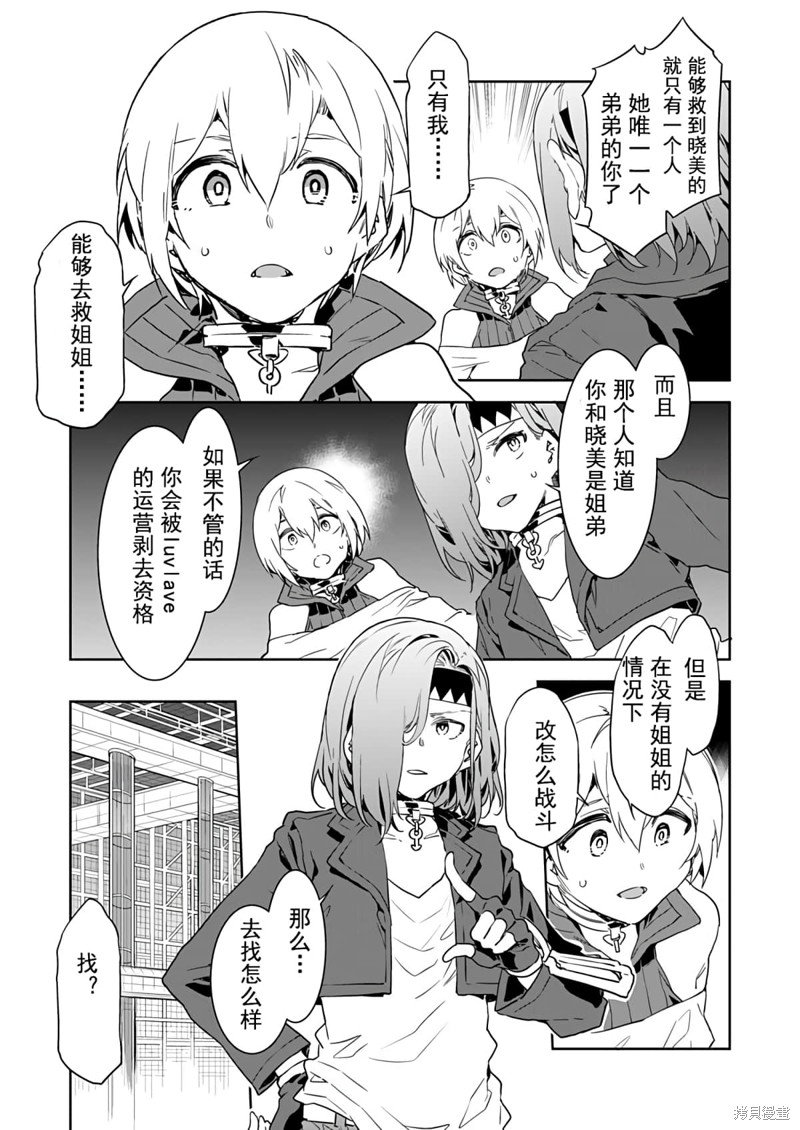 能够救到晓美的
就只有一个人
她唯一一个
弟弟的你了
只有我……
能够去救姐姐……
而且
那个人知道
你和晓美是姐弟
如果不管的话
你会被luvlave
的运营剥去资格
但是
在没有姐姐的
情况下
改怎么战斗
那么…
去找怎么样
找？
拷貝漫畫